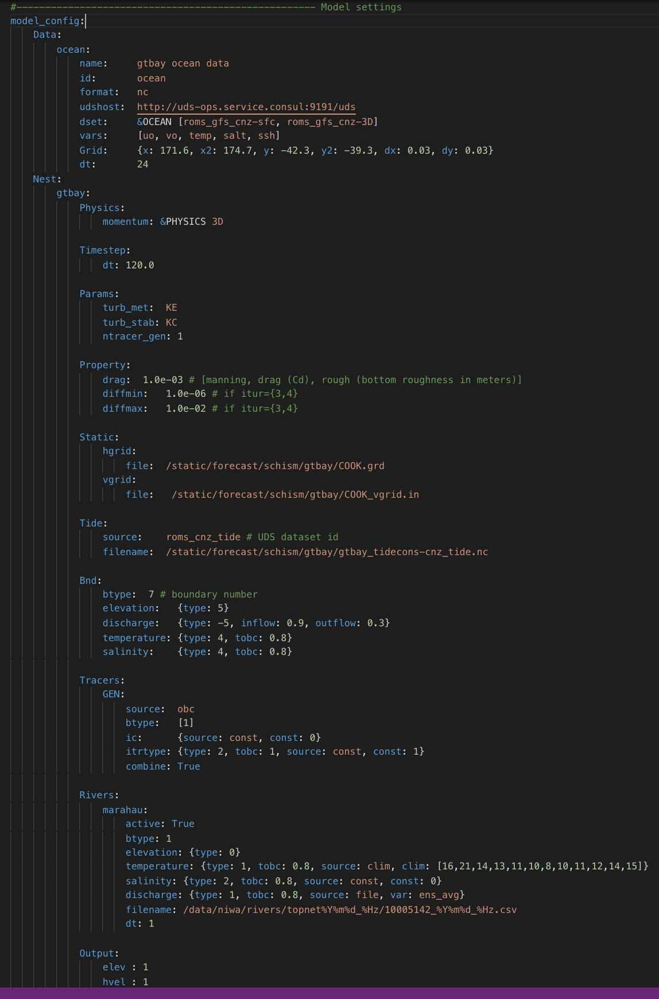 #---------------------------------------------------- Model settings
model_config:
    Data:
        ocean:
            name:     gtbay ocean data
            id:       ocean
            format:   nc
            udshost:  http://uds-ops.service.consul:9191/uds
            dset:     &OCEAN [roms_gfs_cnz-sfc, roms_gfs_cnz-3D]
            vars:     [uo, vo, temp, salt, ssh]
            Grid:     {x: 171.6, x2: 174.7, y: -42.3, y2: -39.3, dx: 0.03, dy: 0.03}
            dt:       24
    Nest:
        gtbay:
            Physics:
                momentum: &PHYSICS 3D

            Timestep:
                dt: 120.0

            Params:
                turb_met:  KE
                turb_stab: KC
                ntracer_gen: 1

            Property:
                drag:  1.0e-03 # [manning, drag (Cd), rough (bottom roughness in meters)]
                diffmin:   1.0e-06 # if itur={3,4}
                diffmax:   1.0e-02 # if itur={3,4}

            Static:
                hgrid:
                    file:  /static/forecast/schism/gtbay/COOK.grd
                vgrid:
                    file:   /static/forecast/schism/gtbay/COOK_vgrid.in

            Tide:
                source:    roms_cnz_tide # UDS dataset id
                filename:  /static/forecast/schism/gtbay/gtbay_tidecons-cnz_tide.nc

            Bnd:
                btype:  7 # boundary number
                elevation:   {type: 5}
                discharge:   {type: -5, inflow: 0.9, outflow: 0.3}
                temperature: {type: 4, tobc: 0.8}
                salinity:    {type: 4, tobc: 0.8}

            Tracers:
                GEN:
                    source:  obc
                    btype:   [1]
                    ic:      {source: const, const: 0}
                    itrtype: {type: 2, tobc: 1, source: const, const: 1}
                    combine: True

            Rivers:
                marahau:
                    active: True
                    btype: 1
                    elevation: {type: 0}
                    temperature: {type: 1, tobc: 0.8, source: clim, clim: [16,21,14,13,11,10,8,10,11,12,14,15]}
                    salinity: {type: 2, tobc: 0.8, source: const, const: 0}
                    discharge: {type: 1, tobc: 0.8, source: file, var: ens_avg}
                    filename: /data/niwa/rivers/topnet%Y%m%d_%Hz/10005142_%Y%m%d_%Hz.csv
                    dt: 1

            Output:
                elev : 1
                hvel : 1